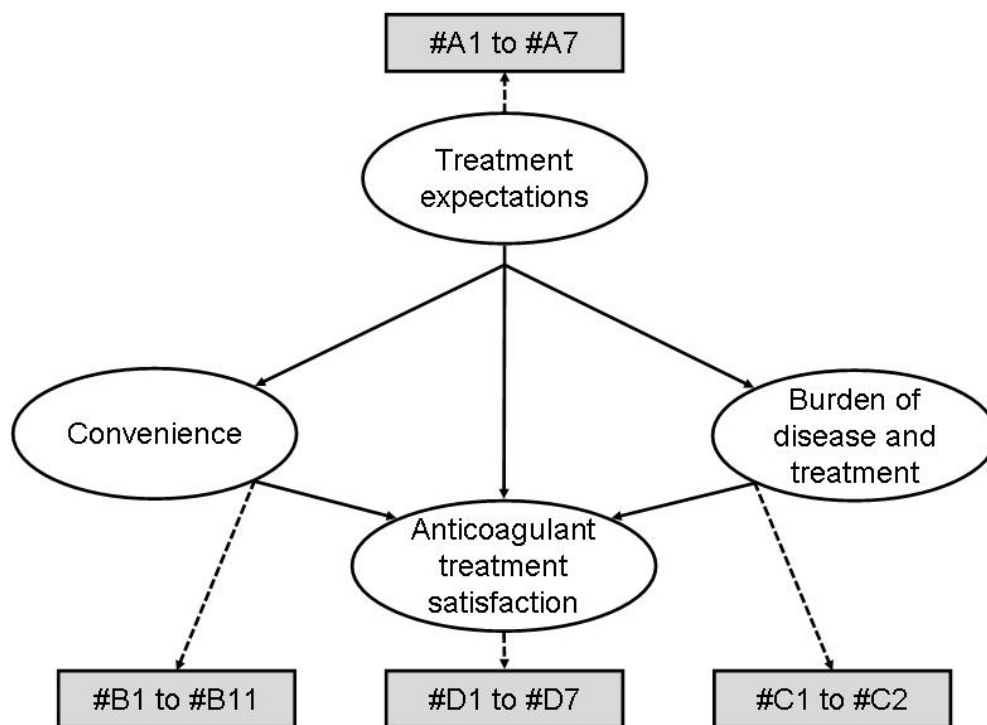 #A1 to #A7
Treatment
expectations
Convenience
Burden of
disease and
treatment
Anticoagulant
treatment
satisfaction
#B1 to #B11
#D1 to #D7
#C1 to #C2